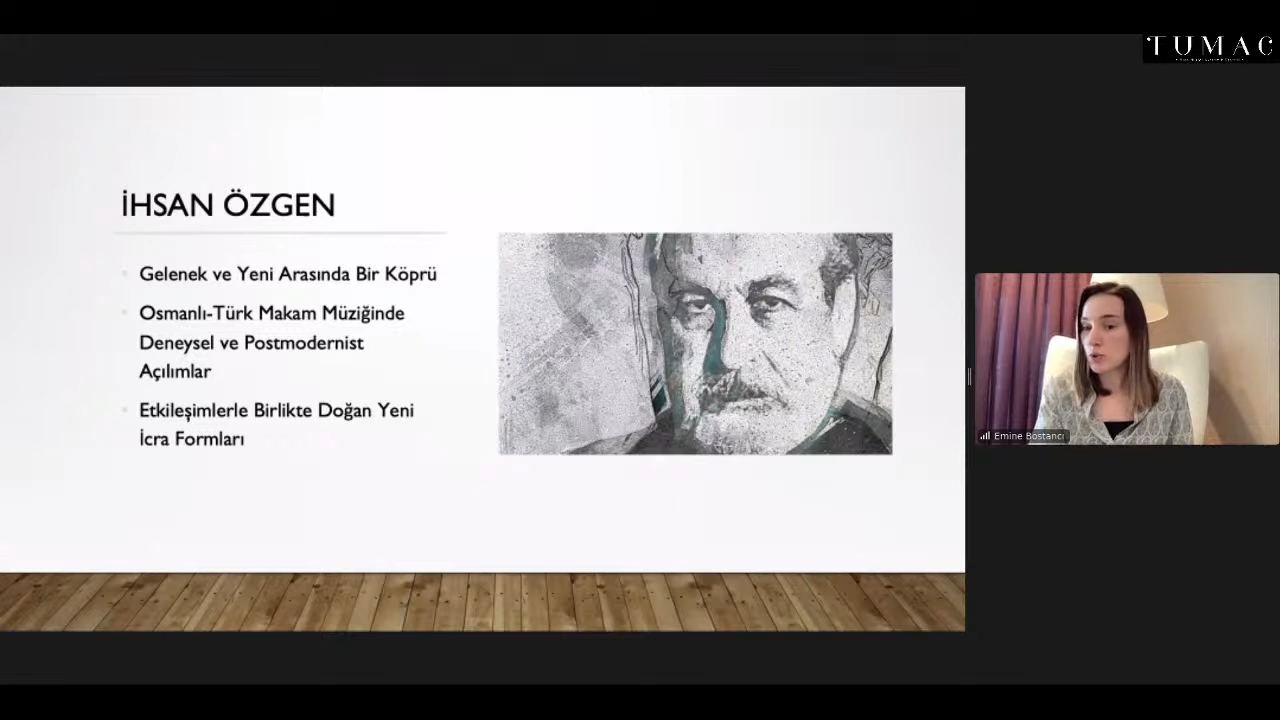 TUMAC
İHSAN ÖZGEN
Gelenek ve Yeni Arasında Bir Köprü
Osmanlı-Türk Makam Müziğinde
Deneysel ve Postmodernist
Açılımlar
Etkileşimlerle Birlikte Doğan Yeni
İcra Formları
Emine Bostancı